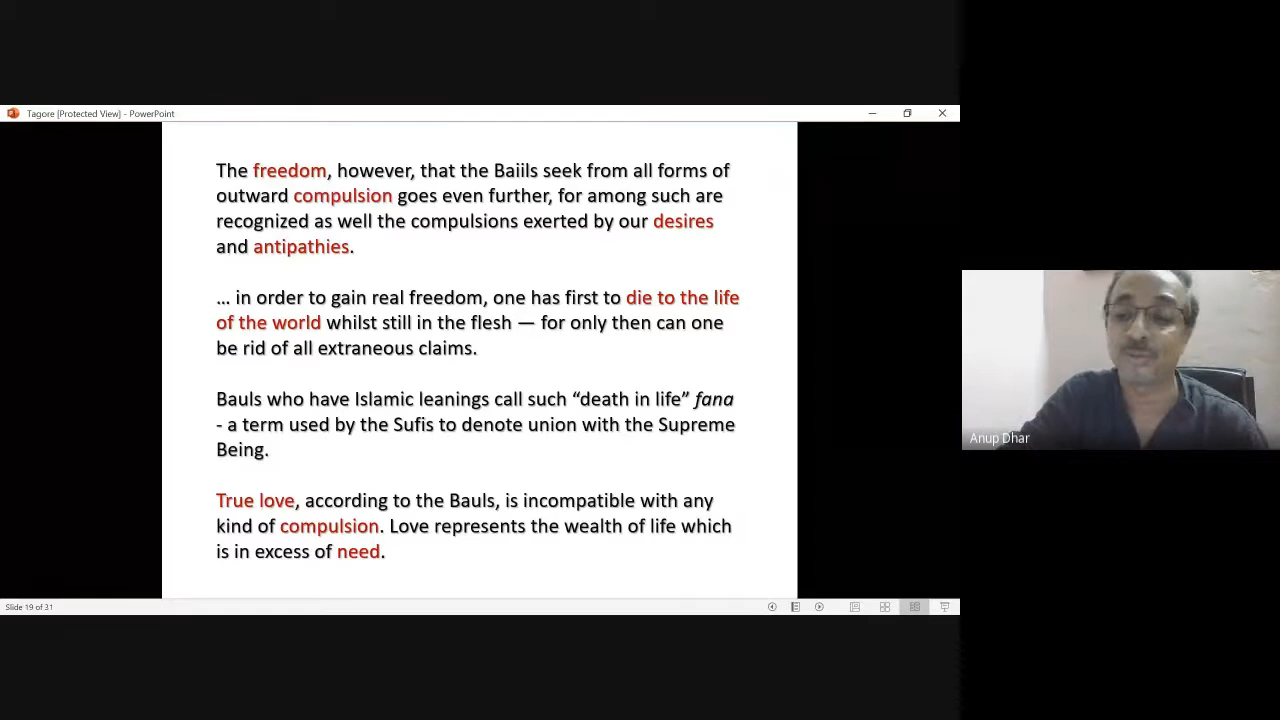 Tagore [Protected View] - PowerPoint
The freedom, however, that the Baiils seek from all forms of
outward compulsion goes even further, for among such are
recognized as well the compulsions exerted by our desires
and antipathies.
… in order to gain real freedom, one has first to die to the life
of the world whilst still in the flesh — for only then can one
be rid of all extraneous claims.
Bauls who have Islamic leanings call such “death in life” fana
- a term used by the Sufis to denote union with the Supreme
Being.
True love, according to the Bauls, is incompatible with any
kind of compulsion. Love represents the wealth of life which
is in excess of need.
Anup Dhar
Slide 19 of 31